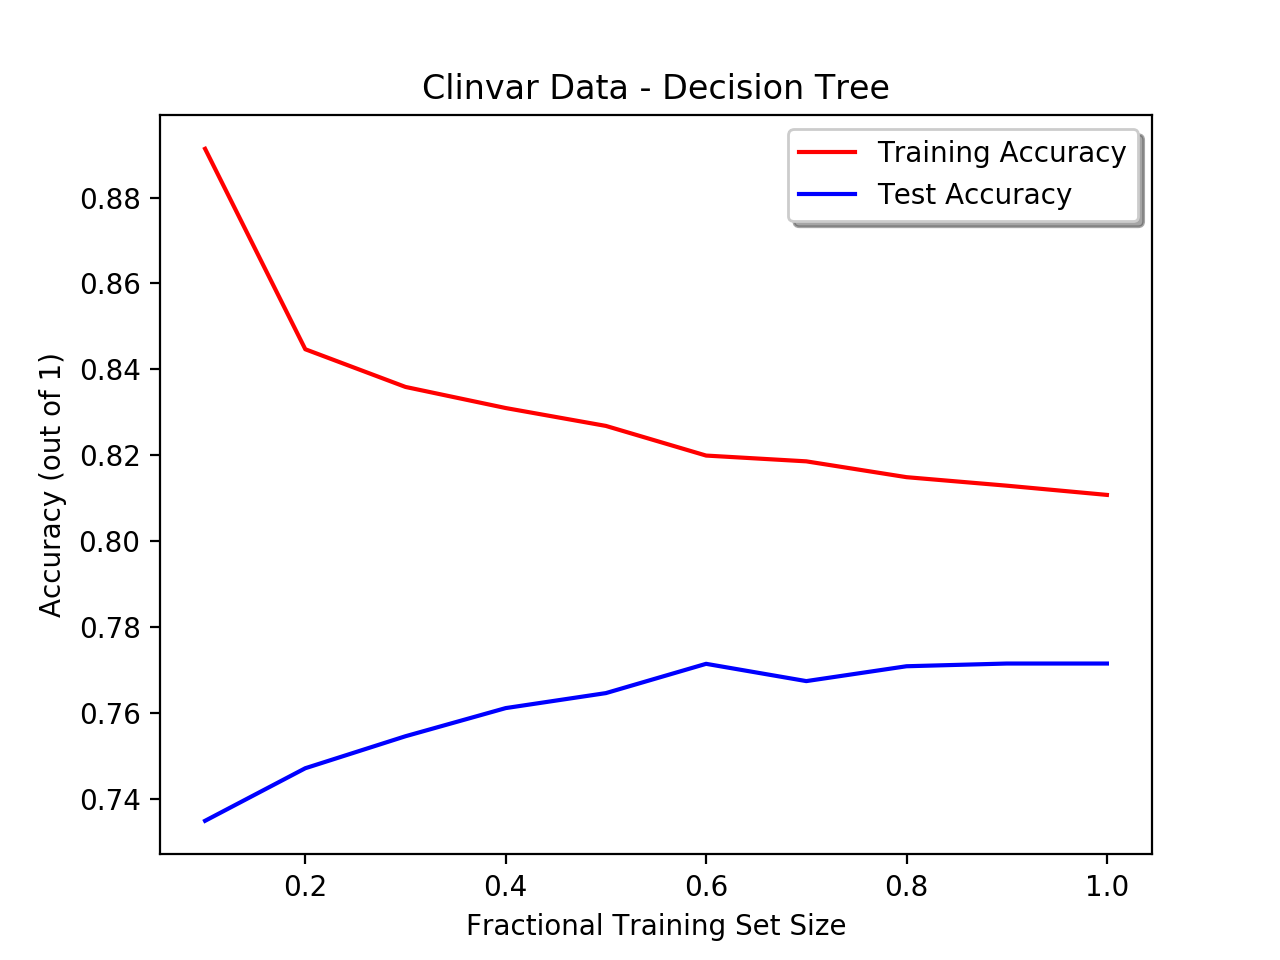 Clinvar Data - Decision Tree
Training Accuracy
Test Accuracy
Accuracy (out of 1)
0.88
0.86
0.84
0.82
0.80
0.78
0.76
0.74
0.2 0.4 0.6 0.8 1.0
Fractional Training Set Size